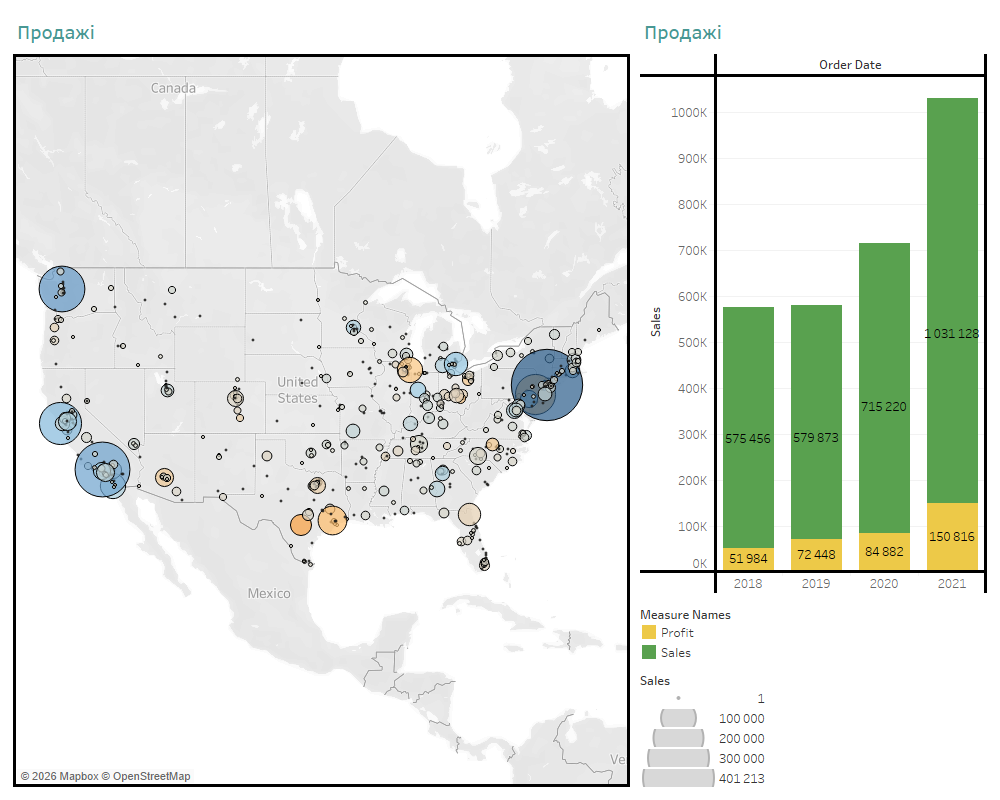 Продажі
Canada
United
States
Mexico
Ve
© 2026 Mapbox © OpenStreetMap
Продажі
Order Date
Sales
1000K
900K
800K
700K
600K
500K
400K
300K
200K
100K
0K
575 456
579 873
715 220
1 031 128
51 984
72 448
84 882
150 816
2018
2019
2020
2021
Measure Names
Profit
Sales
Sales
1
100 000
200 000
300 000
401 213